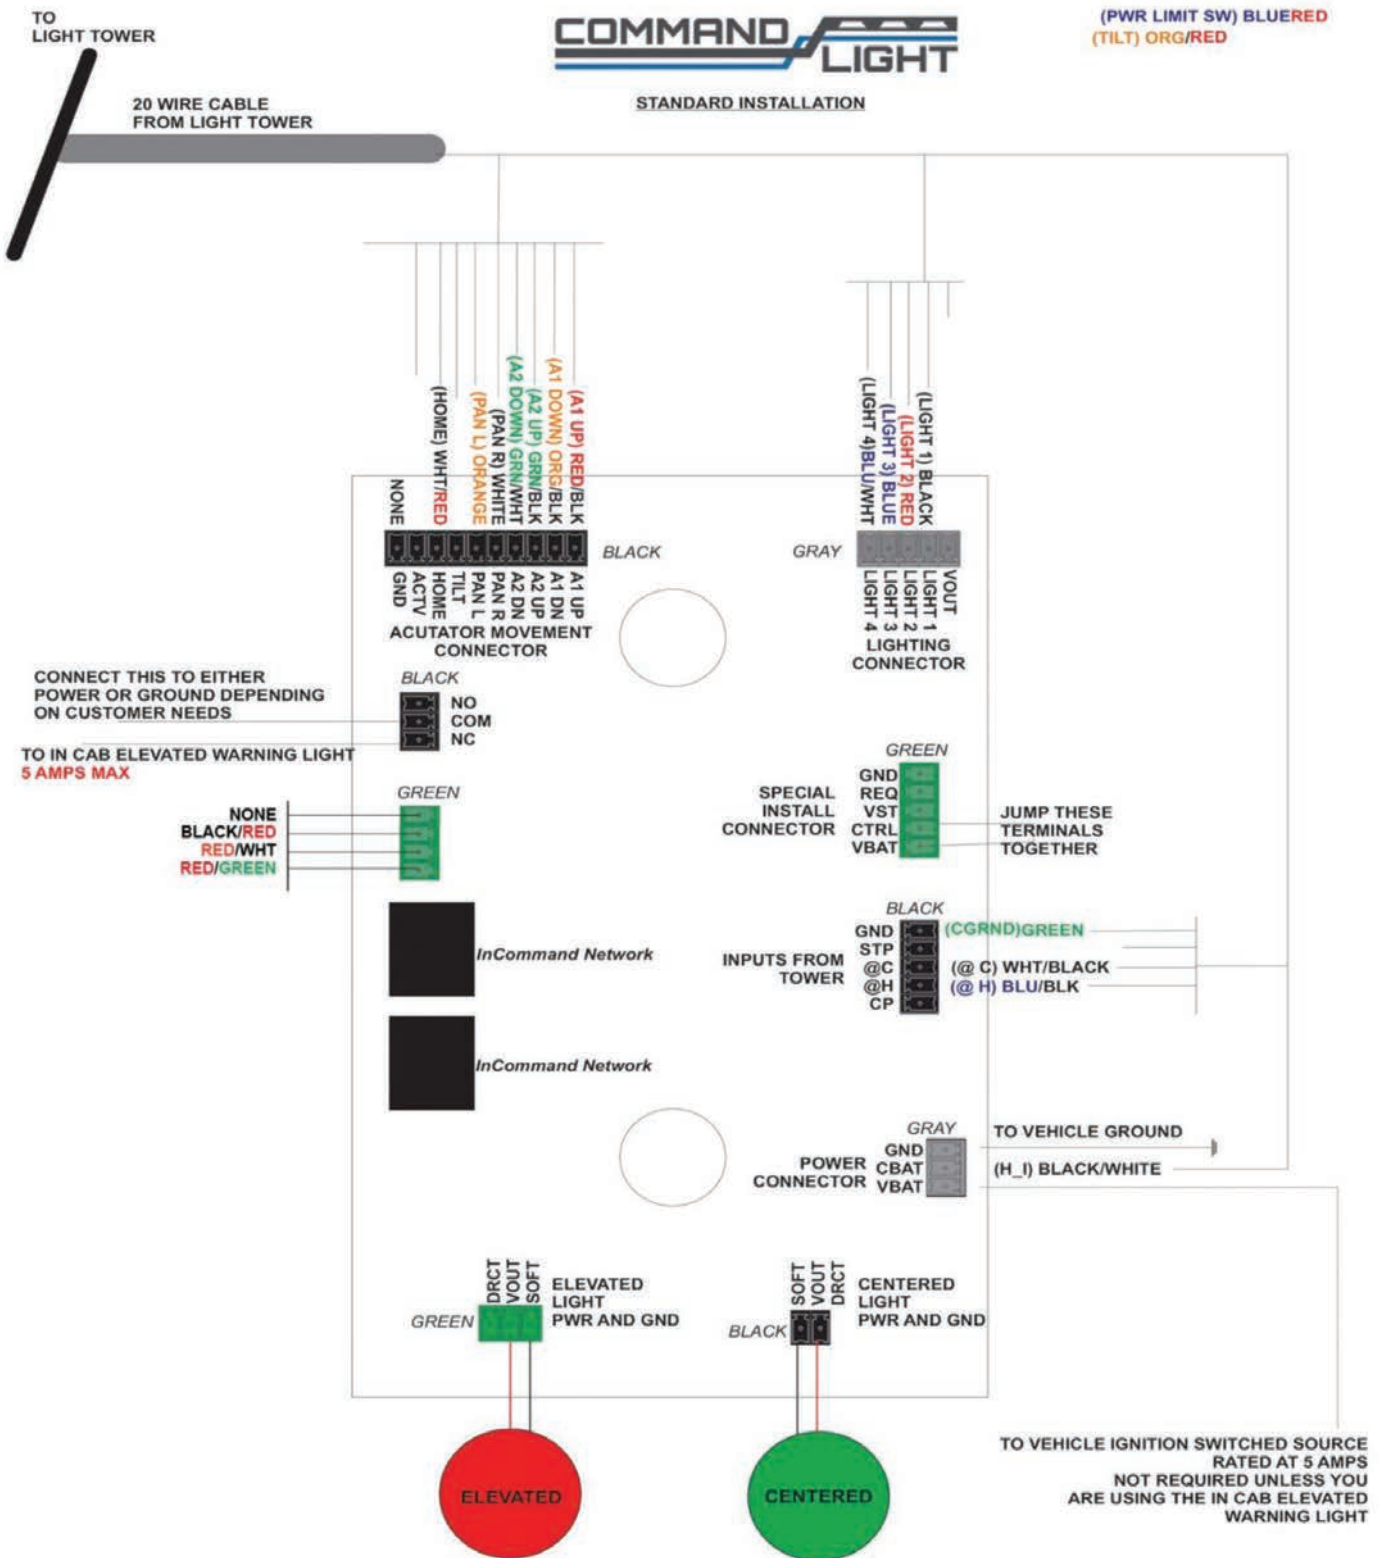 TO
LIGHT TOWER
COMMAND
LIGHT
(PWR LIMIT SW) BLUERED
(TILT) ORG/RED
20 WIRE CABLE
FROM LIGHT TOWER
STANDARD INSTALLATION
NONE
(HOME) WHT/RED
(PAN L) ORANGE
(PAN R) WHITE
(A2 DOWN) GRN/WHT
(A2 UP) GRN/BLK
(A1 DOWN) ORG/BLK
(A1 UP) RED/BLK
(LIGHT 4)BLU/WHT
(LIGHT 3) BLUE
(LIGHT 2) RED
(LIGHT 1) BLACK
BLACK
GRAY
GND
ACTV
HOME
TILT
PAN L
PAN R
A2 DN
A2 UP
A1 DN
A1 UP
ACUTATOR MOVEMENT
CONNECTOR
LIGHT 4
LIGHT 3
LIGHT 2
LIGHT 1
VOUT
LIGHTING
CONNECTOR
CONNECT THIS TO EITHER
POWER OR GROUND DEPENDING
ON CUSTOMER NEEDS
BLACK
NO
COM
NC
TO IN CAB ELEVATED WARNING LIGHT
5 AMPS MAX
GREEN
NONE
BLACK/RED
RED/WHT
RED/GREEN
GREEN
SPECIAL
INSTALL
CONNECTOR
GND
REQ
VST
CTRL
VBAT
JUMP THESE
TERMINALS
TOGETHER
InCommand Network
InCommand Network
BLACK
INPUTS FROM
TOWER
GND
STP
@C
@H
CP
(CGRND)GREEN
(@ C) WHT/BLACK
(@ H) BLU/BLK
GRAY
POWER
CONNECTOR
GND
CBAT
VBAT
TO VEHICLE GROUND
(H_I) BLACK/WHITE
DRCT
VOUT
SOFT
GREEN
ELEVATED
LIGHT
PWR AND GND
SOFT
VOUT
DRCT
BLACK
CENTERED
LIGHT
PWR AND GND
ELEVATED
CENTERED
TO VEHICLE IGNITION SWITCHED SOURCE
RATED AT 5 AMPS
NOT REQUIRED UNLESS YOU
ARE USING THE IN CAB ELEVATED
WARNING LIGHT